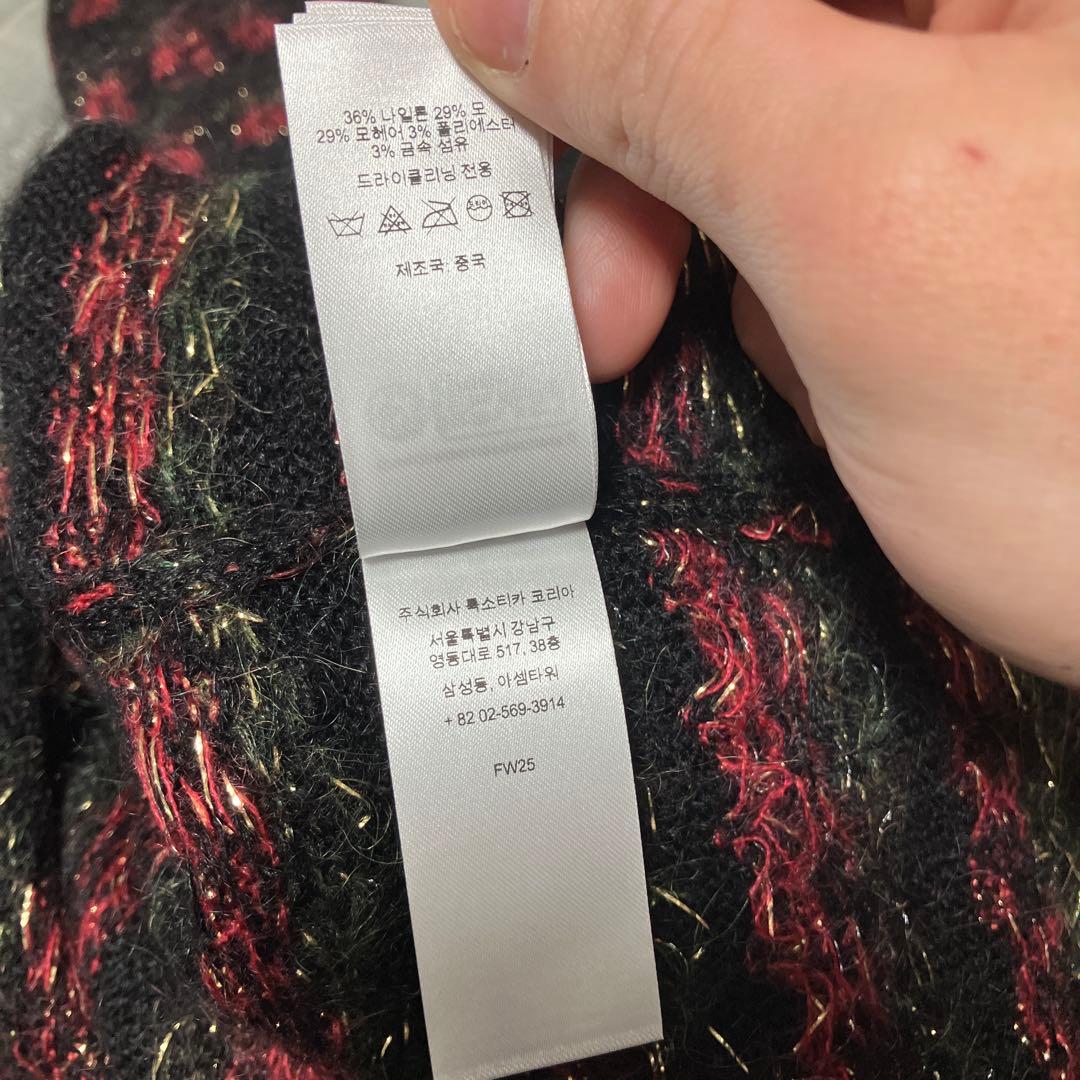 36% 나일론 29% 모
29% 모헤어 3% 폴리에스터
3% 금속 섬유
드라이클리닝 전용
제조국: 중국
주식회사 록소티카 코리아
서울특별시 강남구
영동대로 517, 38층
삼성동, 아셈타워
+ 82 02-569-3914
FW25